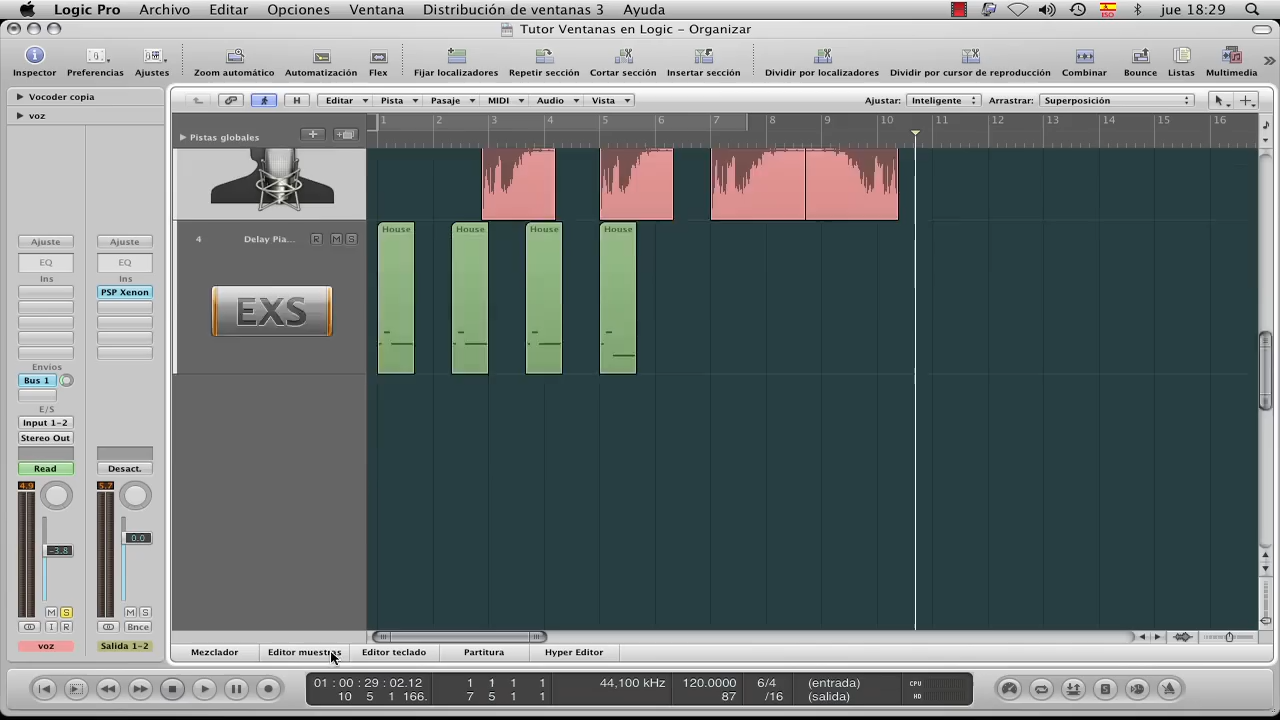 Logic Pro Archivo Editar Opciones Ventana Distribución de ventanas 3 Ayuda ISO jue 18:29
Tutor Ventanas en Logic – Organizar
Inspector Preferencias Ajustes Zoom automático Automatización Flex Fijar localizadores Repetir sección Cortar sección Insertar sección Dividir por localizadores Dividir por cursor de reproducción Combinar Bounce Listas Multimedia
Vocoder copia
voz
H Editar Pista Pasaje MIDI Audio Vista Ajustar: Inteligente Arrastrar: Superposición
Pistas globales
1 2 3 4 5 6 7 8 9 10 11 12 13 14 15 16
4 Delay Pia... R M S
EXS
House House House House
Ajuste Ajuste
EQ EQ
Ins Ins
PSP Xenon
Envíos
Bus 1
E/S
Input 1-2
Stereo Out
Read Desact.
4.9 5.7
-3.8 0.0
M S M S
I R Bnce
voz Salida 1-2
Mezclador Editor muestras Editor teclado Partitura Hyper Editor
01 : 00 : 29 : 02.12 1 1 1 1 44,100 kHz 120.0000 6/4 (entrada) CPU
10 5 1 166. 7 5 1 1 87 /16 (salida) HD
S